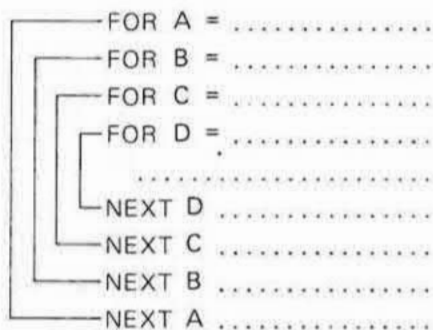 FOR A = ..............
FOR B = ..............
FOR C = ..............
FOR D = ..............
.
....................
NEXT D ..............
NEXT C ..............
NEXT B ..............
NEXT A ..............